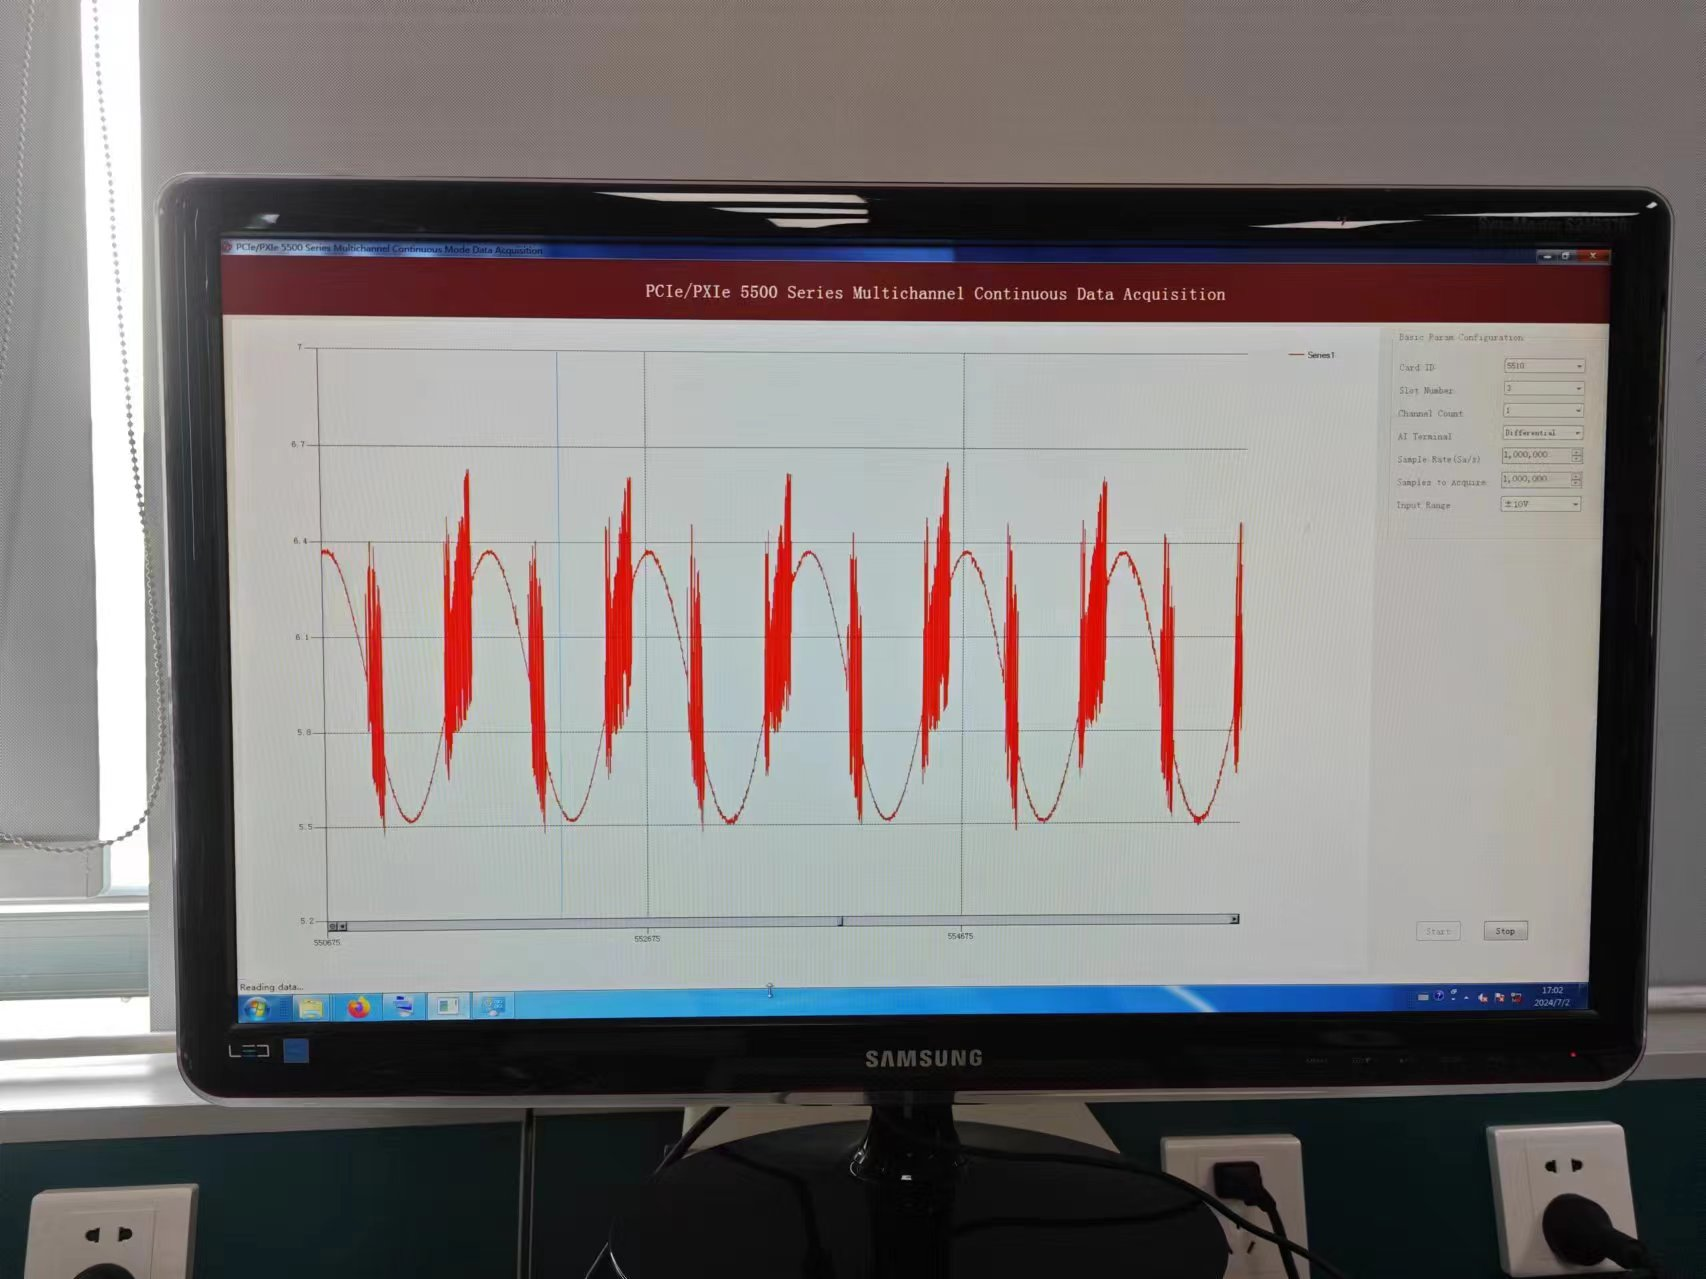 PCIe/PXIe 5500 Series Multichannel Continuous Mode Data Acquisition
PCIe/PXIe 5500 Series Multichannel Continuous Data Acquisition
7
6.7
6.4
6.1
5.8
5.5
5.2
550675
552675
554675
Series1
Basic Param Configuration
Card ID 5510
Slot Number 3
Channel Count 1
AI Terminal Differential
Sample Rate(Sa/s) 1,000,000
Samples to Acquire 1,000,000
Input Range ±10V
Start Stop
Reading data...
17:02
2024/7/2
LED
SAMSUNG